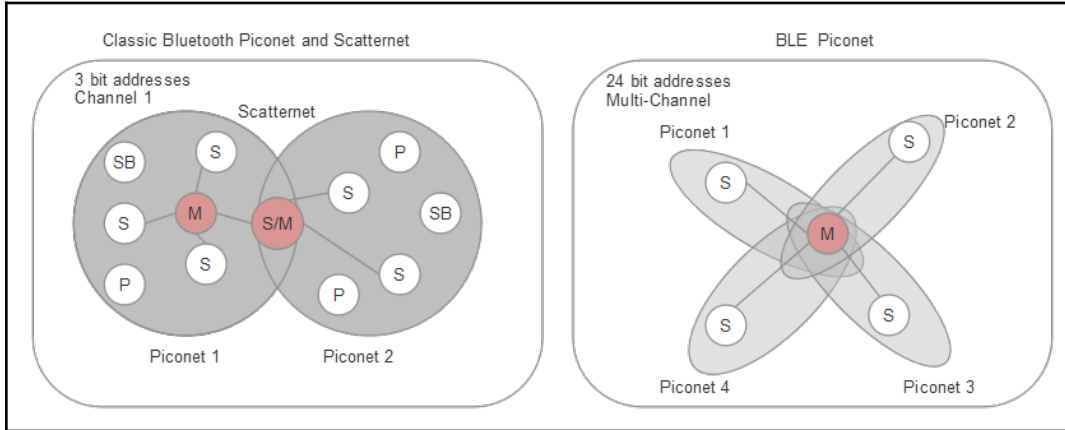 Classic Bluetooth Piconet and Scatternet
3 bit addresses
Channel 1
Scatternet
SB
S
P
S
M
S/M
S
SB
S
P
S
P
S
Piconet 1
Piconet 2
BLE Piconet
24 bit addresses
Multi-Channel
Piconet 1
Piconet 2
S
S
M
S
S
Piconet 4
Piconet 3